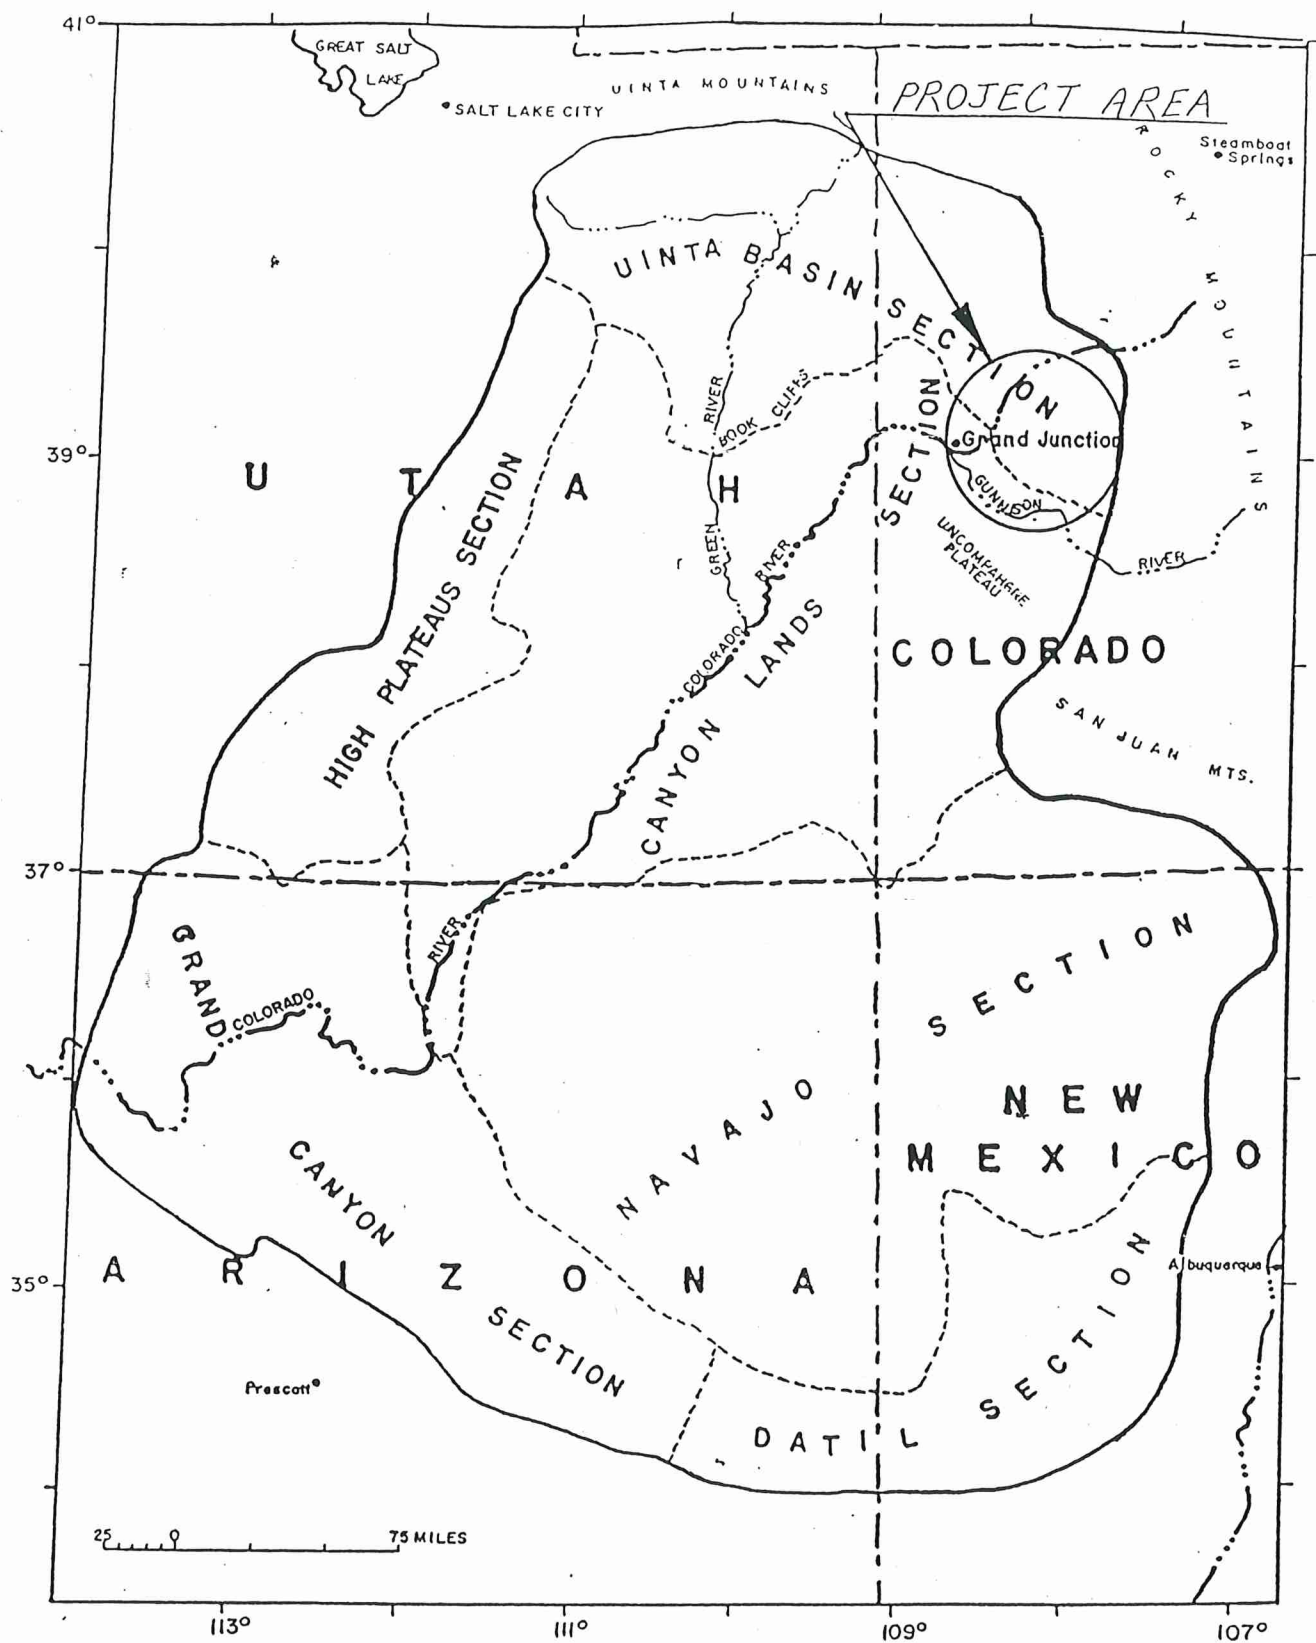 41°
GREAT SALT
LAKE
UINTA MOUNTAINS
SALT LAKE CITY
PROJECT AREA
Steamboat
Springs
ROCKY MOUNTAINS
UINTA BASIN SECTION
RIVER
BOOK CLIFFS
39°
Grand Junction
UTAH
GUNNISON
RIVER
UNCOMPAHGRE
PLATEAU
GREEN
RIVER
COLORADO
HIGH PLATEAUS SECTION
CANYON LANDS SECTION
COLORADO
SAN JUAN MTS.
37°
RIVER
COLORADO
GRAND CANYON SECTION
NAVAJO SECTION
NEW
MEXICO
35°
ARIZONA
Albuquerque
Prescott
DATIL SECTION
25 0 75 MILES
113° 111° 109° 107°